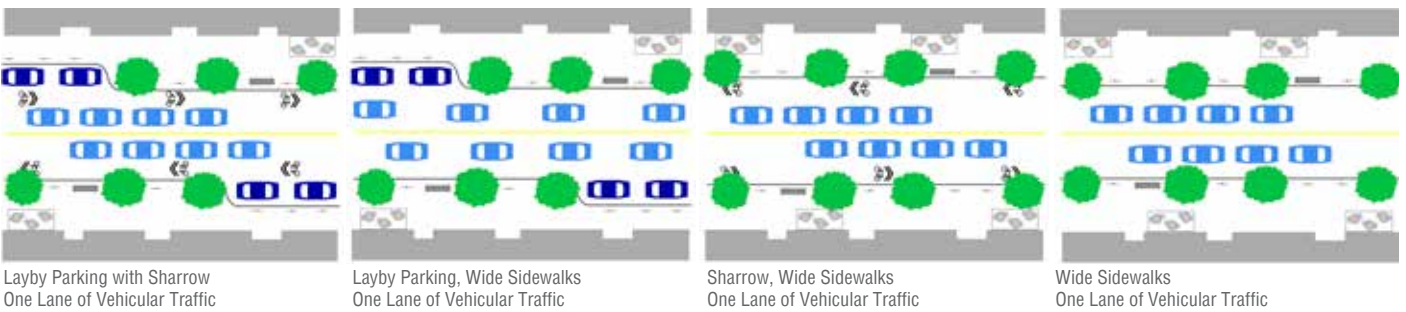 Layby Parking with Sharrow
One Lane of Vehicular Traffic
Layby Parking, Wide Sidewalks
One Lane of Vehicular Traffic
Sharrow, Wide Sidewalks
One Lane of Vehicular Traffic
Wide Sidewalks
One Lane of Vehicular Traffic